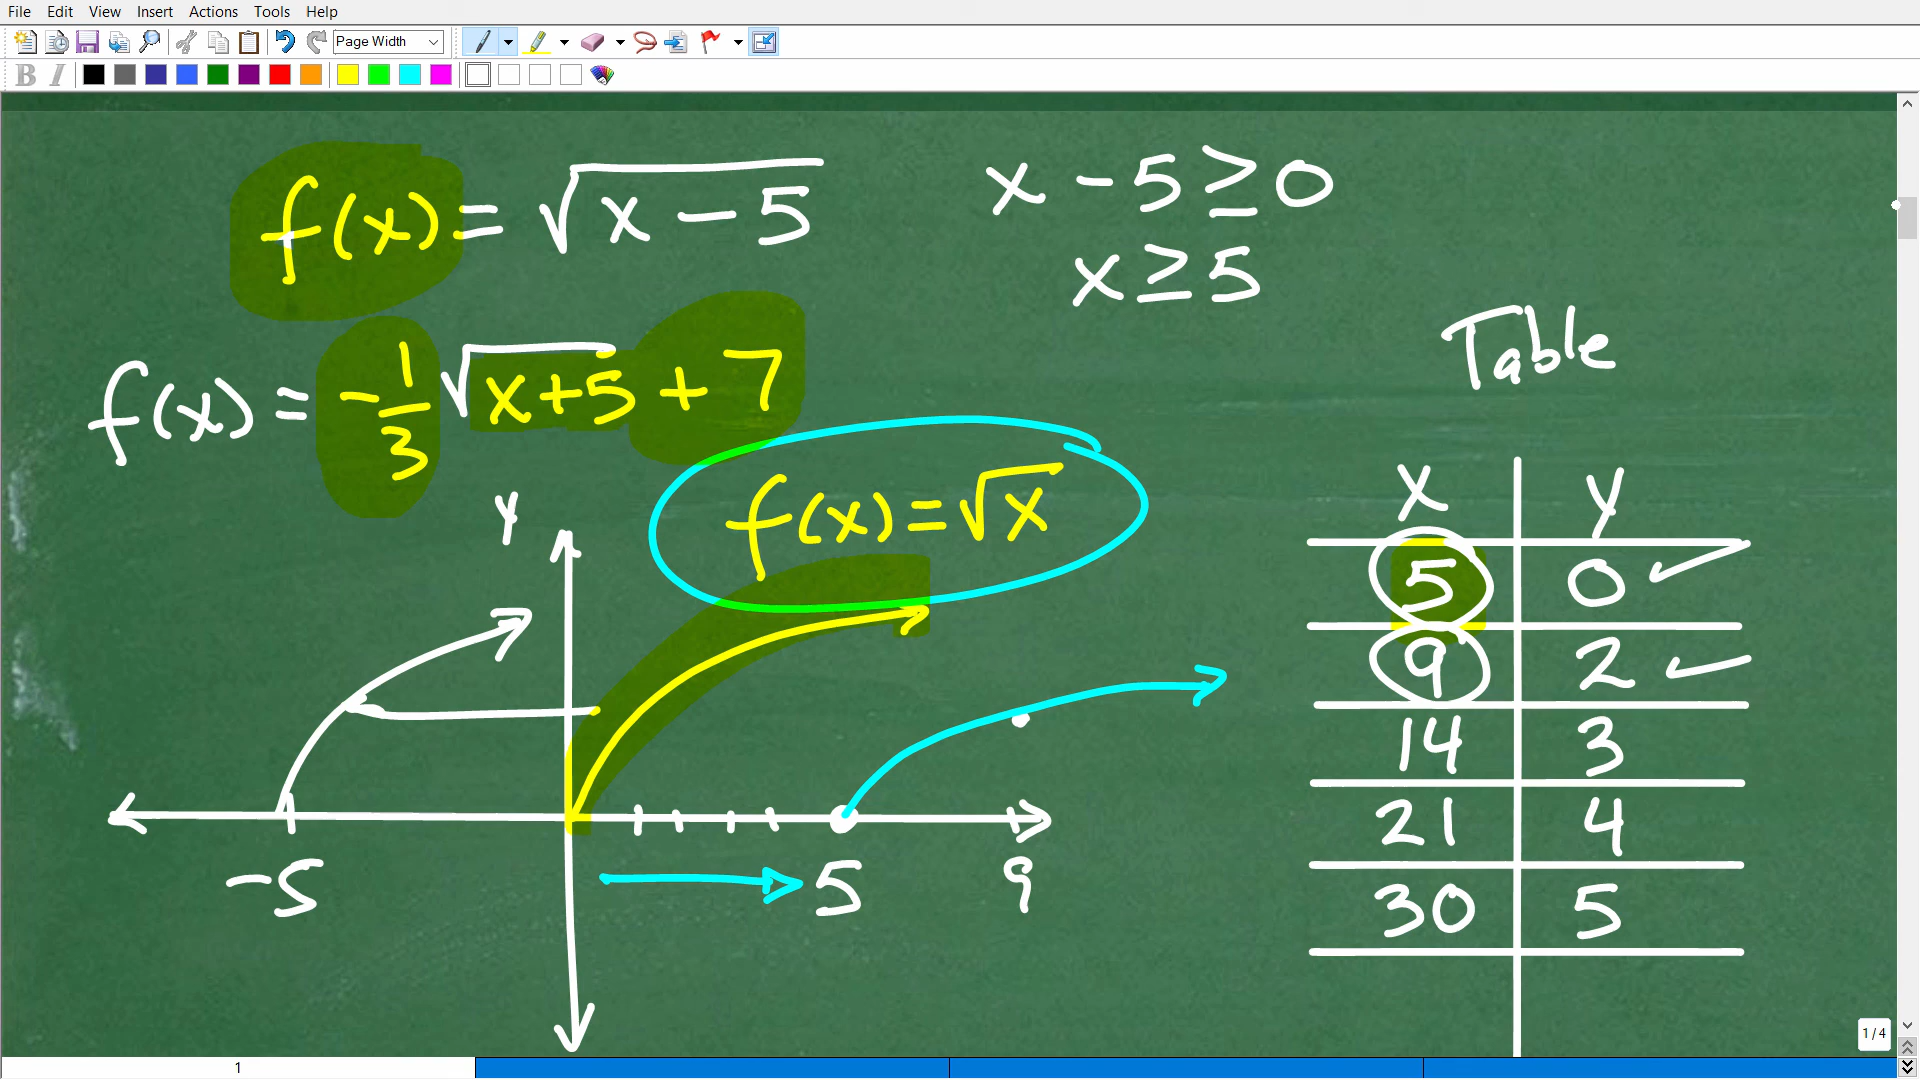 File Edit View Insert Actions Tools Help
Page Width
B I
f(x) = √x - 5
x - 5 ≥ 0
x ≥ 5
f(x) = -1/3 √x+5 + 7
Table
f(x) = √x
y
-5
5
9
x y
5 0
9 2
14 3
21 4
30 5
1 / 4
1